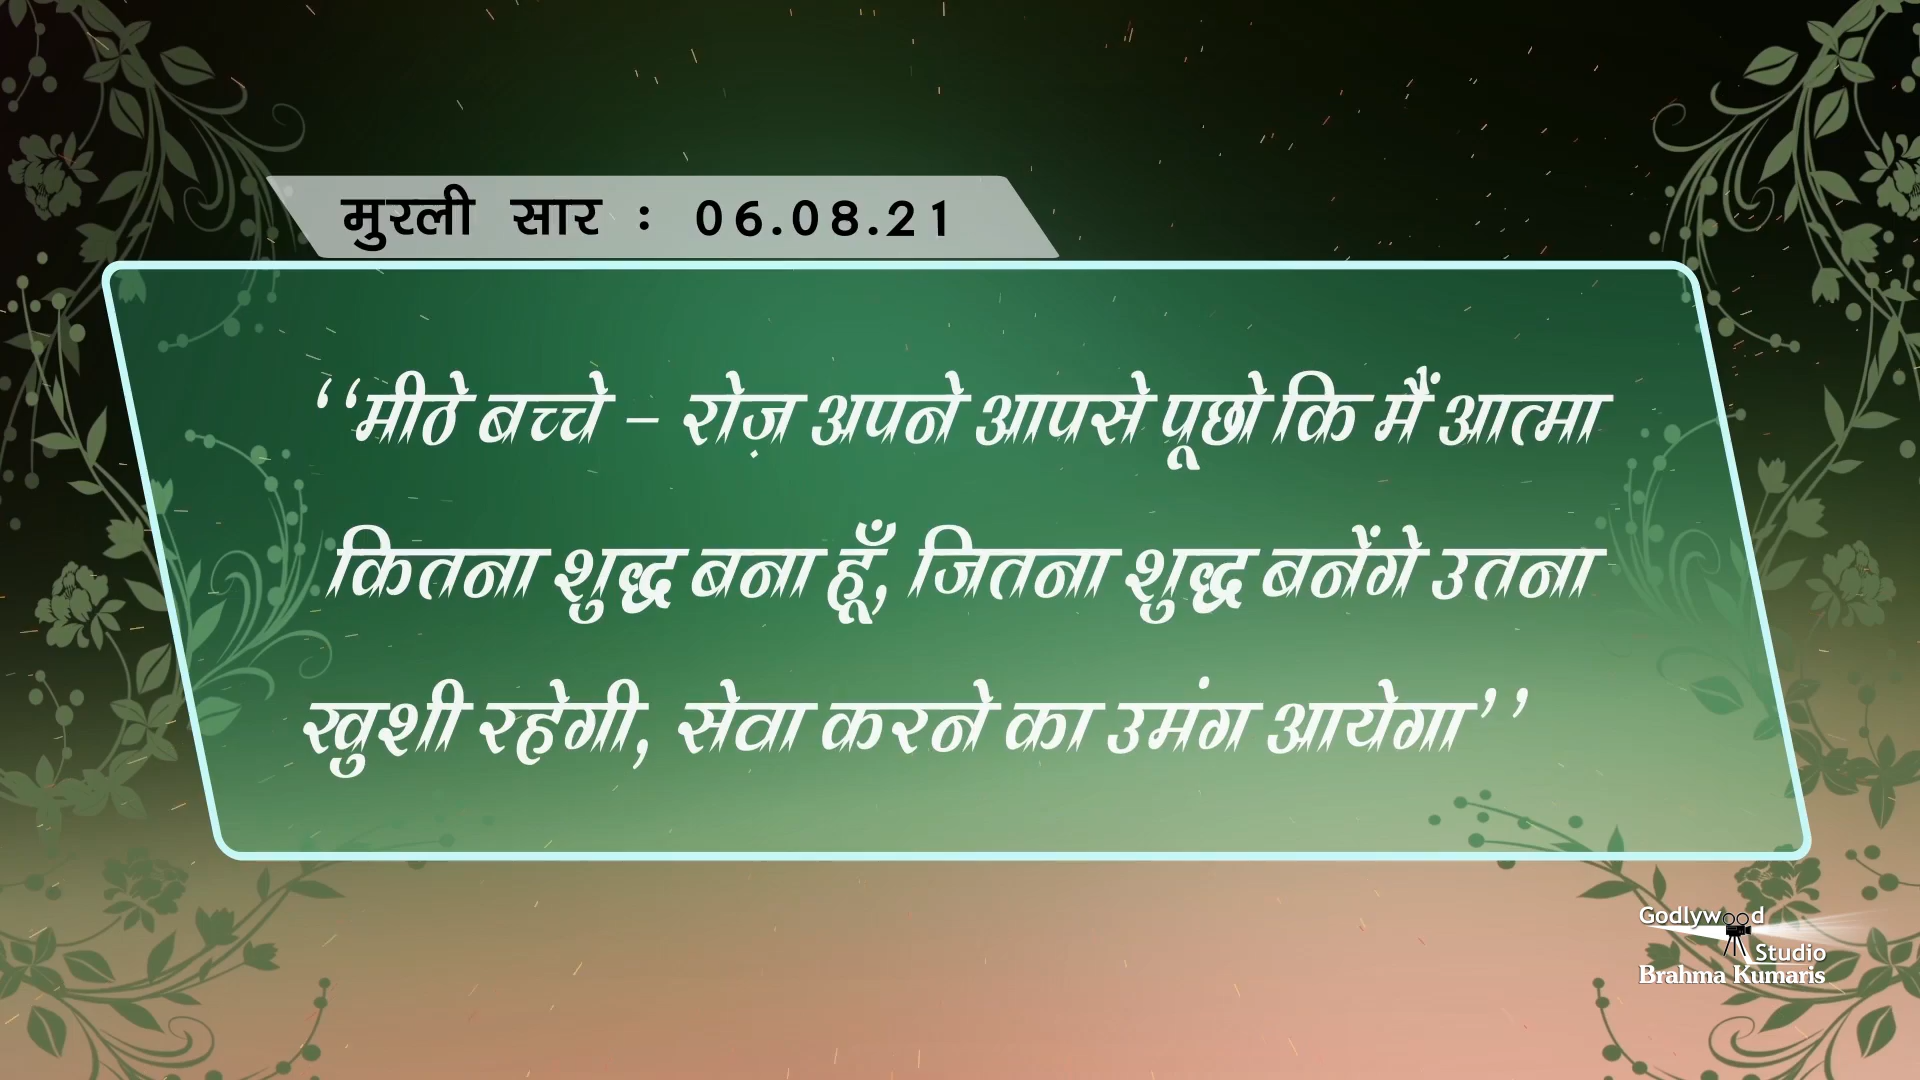 मुरली सार : 06.08.21
‘‘मीठे बच्चे – रोज़ अपने आपसे पूछो कि मैं आत्मा
कितना शुद्ध बना हूँ, जितना शुद्ध बनेंगे उतना
खुशी रहेगी, सेवा करने का उमंग आयेगा’’
Godlywood
Studio
Brahma Kumaris